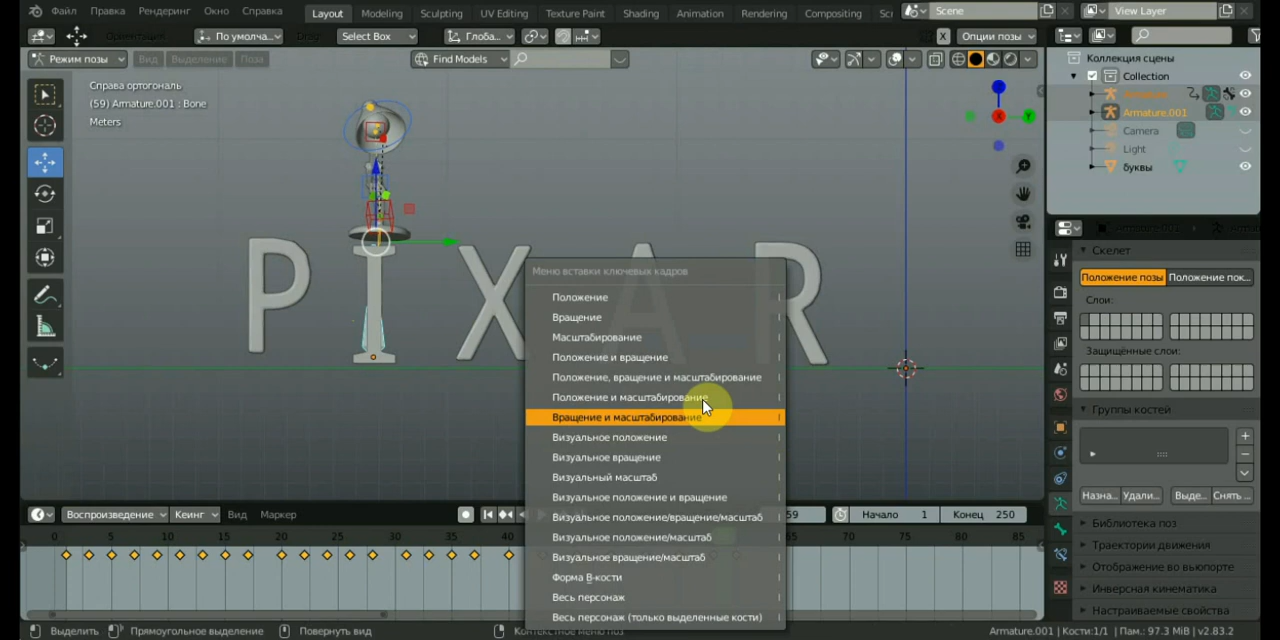 Файл Правка Рендеринг Окно Справка Layout Modeling Sculpting UV Editing Texture Paint Shading Animation Rendering Compositing Scene View Layer
Ориентация: По умолча... Drag: Select Box Глоба... X Опции позы
Режим позы Вид Выделение Поза Find Models
Справа ортогональ
(59) Armature.001 : Bone
Meters
X
Y
PIXAR
Меню вставки ключевых кадров
Положение I
Вращение I
Масштабирование I
Положение и вращение I
Положение, вращение и масштабирование I
Положение и масштабирование I
Вращение и масштабирование I
Визуальное положение I
Визуальное вращение I
Визуальный масштаб I
Визуальное положение и вращение I
Визуальное положение/вращение/масштаб I
Визуальное положение/масштаб I
Визуальное вращение/масштаб I
Форма B-кости I
Весь персонаж I
Весь персонаж (только выделенные кости) I
Коллекция сцены
Collection
Armature
Armature.001
Camera
Light
буквы
Скелет
Положение позы Положение пок...
Слои:
Защищённые слои:
Группы костей
Назна... Удали... Выде... Снять ...
Библиотека поз
Траектории движения
Отображение во вьюпорте
Инверсная кинематика
Настраиваемые свойства
Воспроизведение Кеинг Вид Маркер 59 Начало 1 Конец 250
0 5 10 15 20 25 30 35 40 65 70 75 80 85
Выделить Прямоугольное выделение Повернуть вид Контекстное меню поз Armature.001 | Кости:1/1 | Пам.: 97.3 MiB | v2.83.2